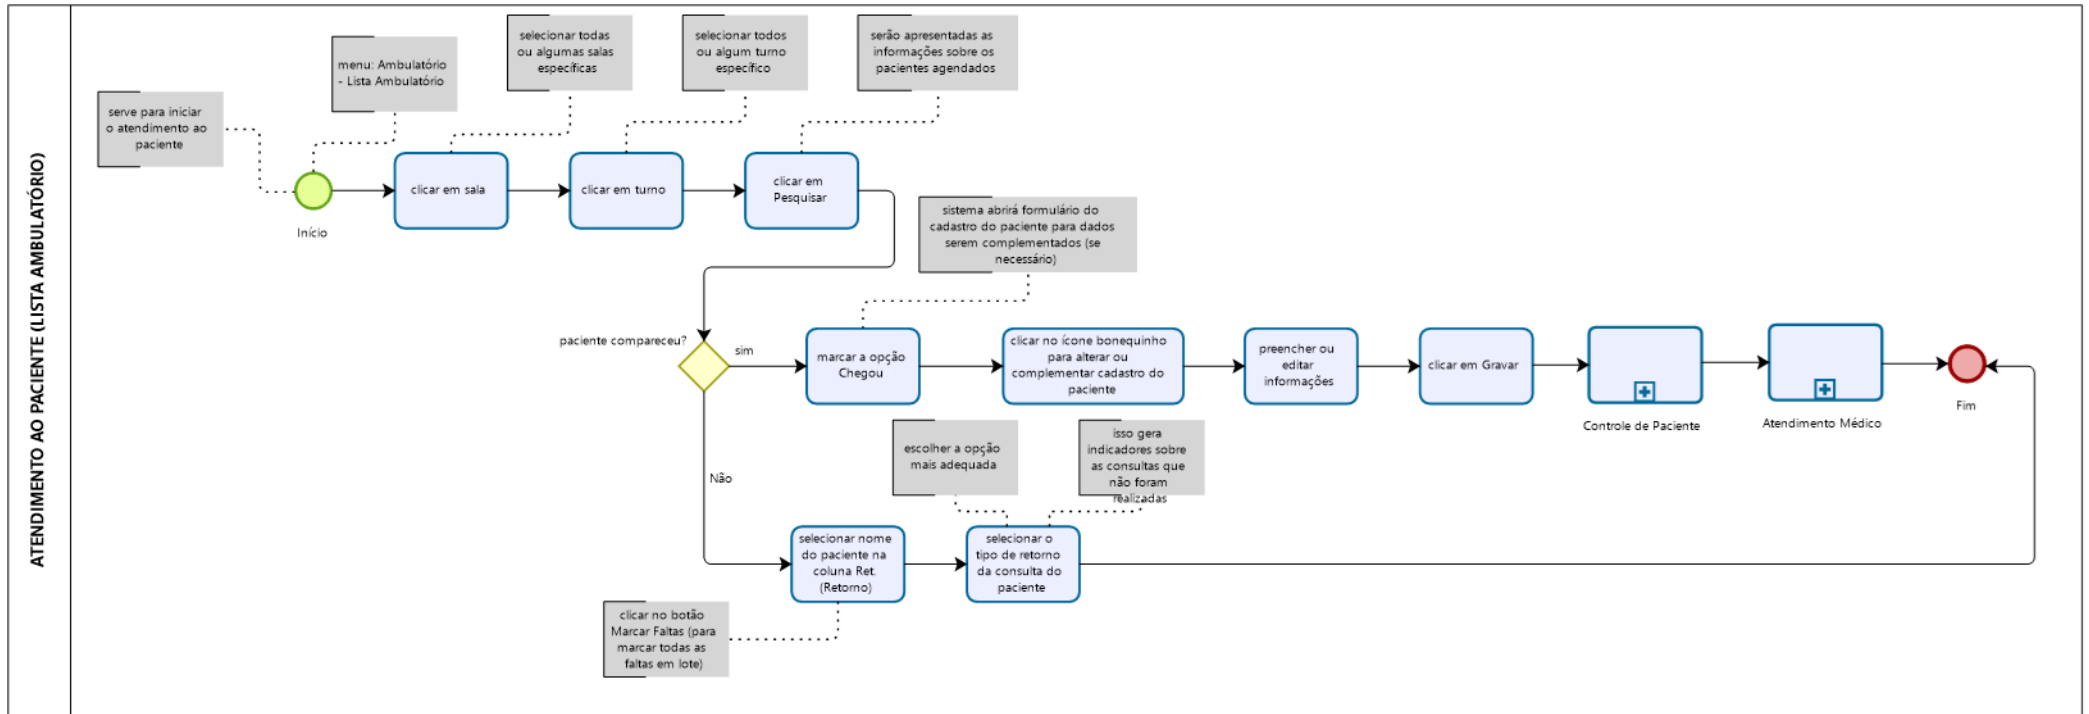 ATENDIMENTO AO PACIENTE (LISTA AMBULATÓRIO)
serve para iniciar
o atendimento ao
paciente
menu: Ambulatório
- Lista Ambulatório
selecionar todas
ou algumas salas
específicas
selecionar todos
ou algum turno
específico
serão apresentadas as
informações sobre os
pacientes agendados
Início
clicar em sala
clicar em turno
clicar em
Pesquisar
sistema abrirá formulário do
cadastro do paciente para dados
serem complementados (se
necessário)
paciente compareceu?
sim
marcar a opção
Chegou
clicar no ícone bonequinho
para alterar ou
complementar cadastro do
paciente
preencher ou
editar
informações
clicar em Gravar
Controle de Paciente
Atendimento Médico
Fim
Não
escolher a opção
mais adequada
isso gera
indicadores sobre
as consultas que
não foram
realizadas
selecionar nome
do paciente na
coluna Ret.
(Retorno)
selecionar o
tipo de retorno
da consulta do
paciente
clicar no botão
Marcar Faltas (para
marcar todas as
faltas em lote)